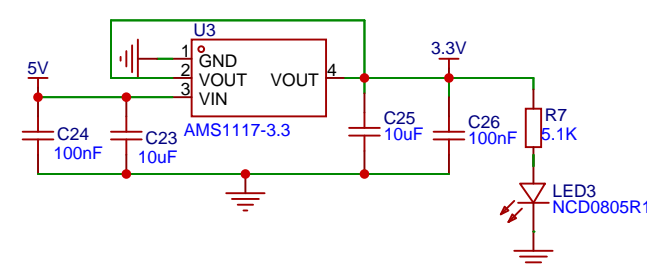 U3
5V
3.3V
1
GND
2
VOUT
VOUT
4
3
VIN
AMS1117-3.3
C24
100nF
C23
10uF
C25
10uF
C26
100nF
R7
5.1K
LED3
NCD0805R1